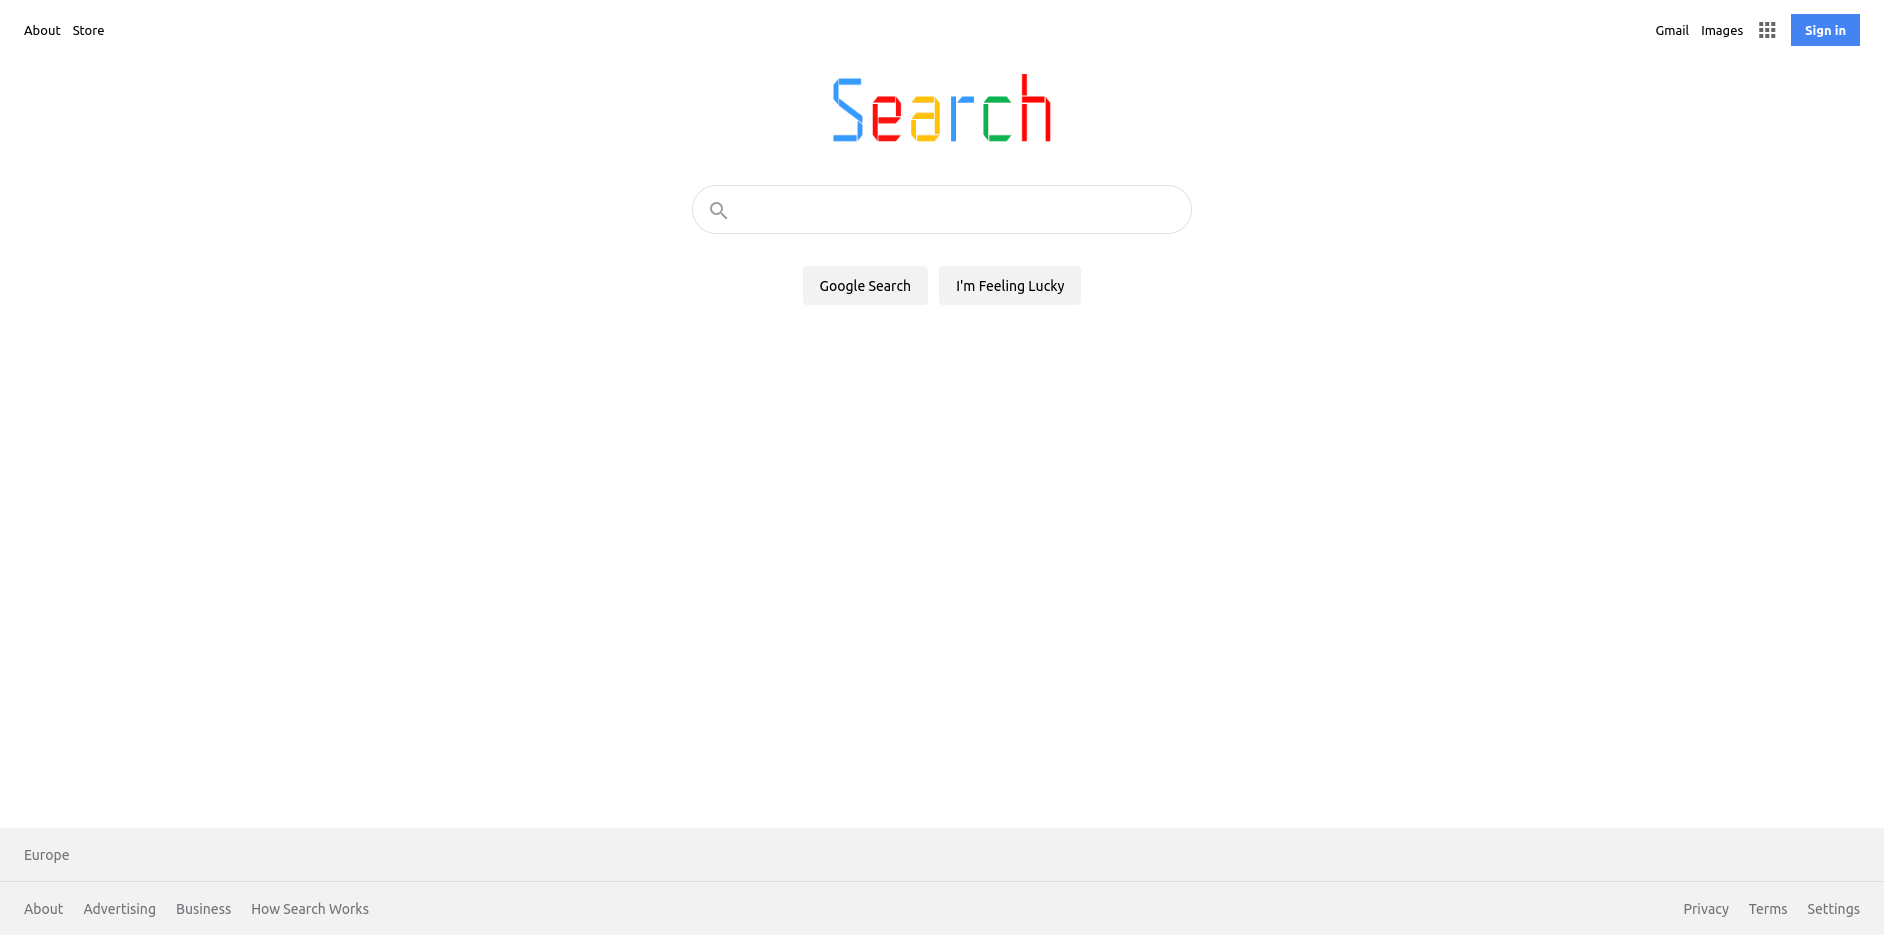 About Store
Gmail Images Sign in
Search
Google Search I'm Feeling Lucky
Europe
About Advertising Business How Search Works
Privacy Terms Settings